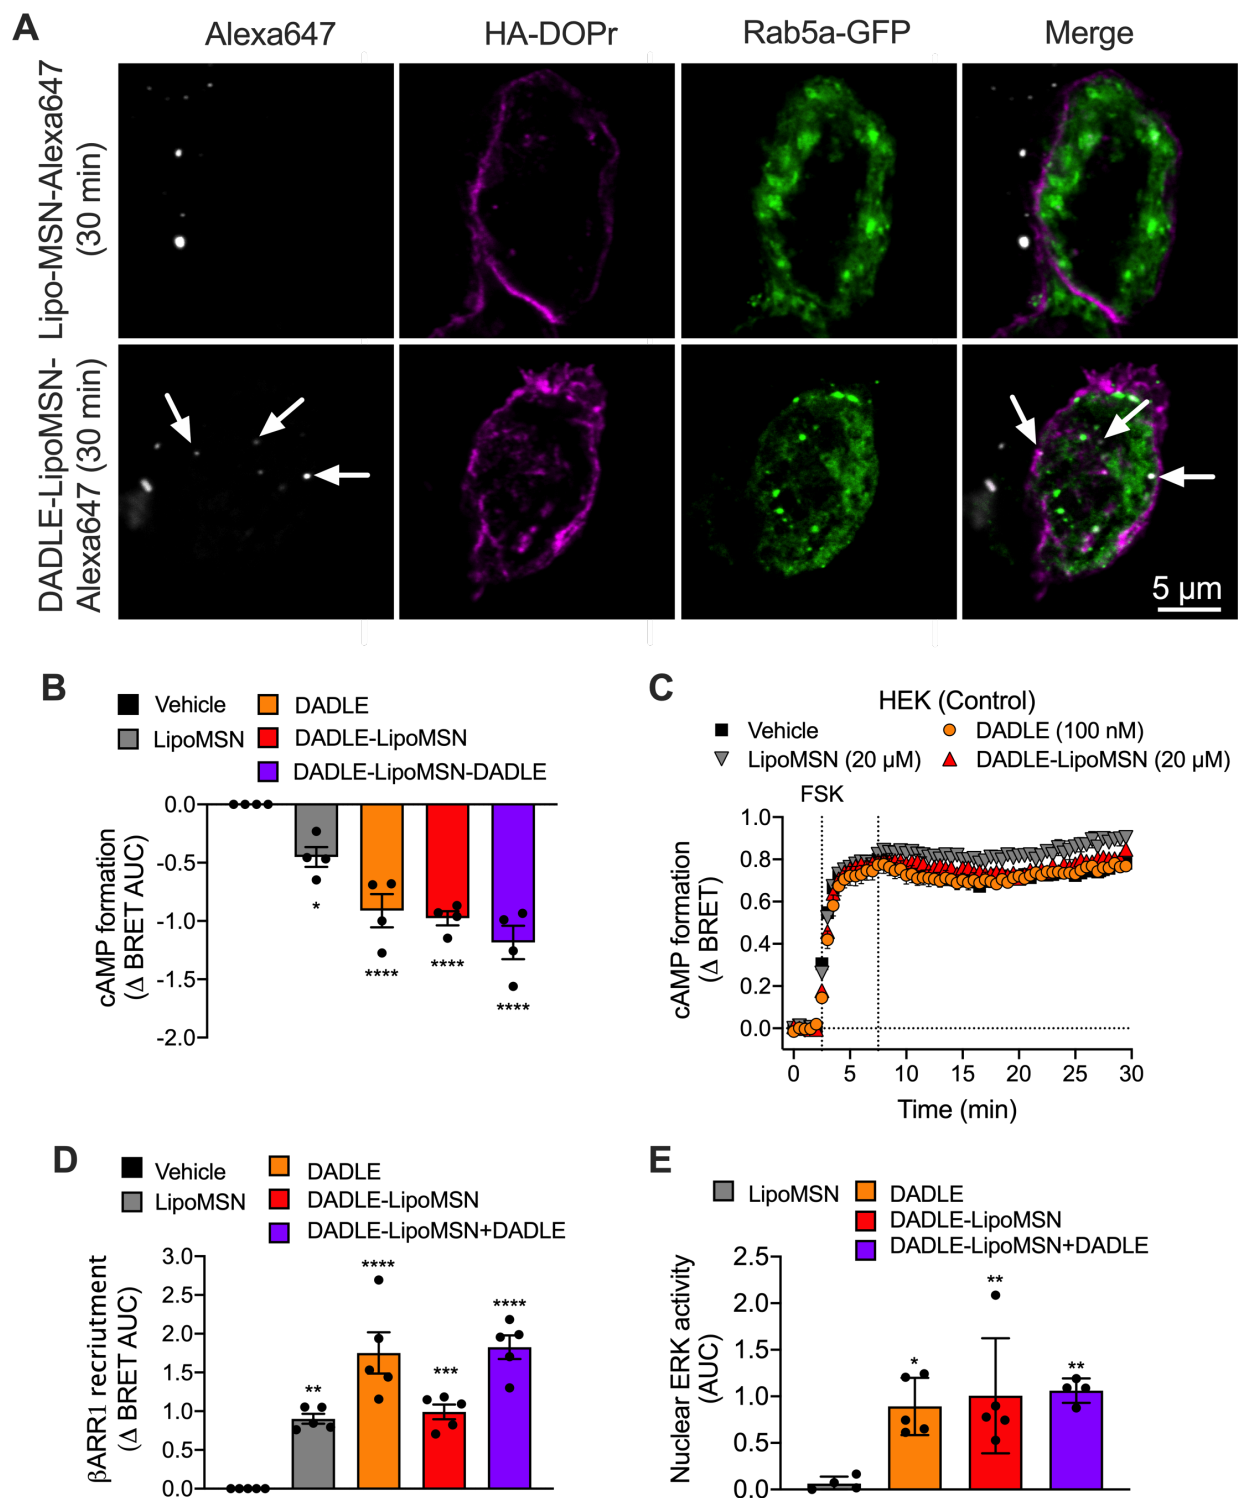 A
Alexa647
HA-DOPr
Rab5a-GFP
Merge
Lipo-MSN-Alexa647
(30 min)
DADLE-LipoMSN-
Alexa647 (30 min)
5 µm
B
Vehicle
LipoMSN
DADLE
DADLE-LipoMSN
DADLE-LipoMSN-DADLE
cAMP formation
(Δ BRET AUC)
0.0
-0.5
-1.0
-1.5
-2.0
*
****
****
****
C
HEK (Control)
Vehicle
DADLE (100 nM)
LipoMSN (20 µM)
DADLE-LipoMSN (20 µM)
FSK
cAMP formation
(Δ BRET)
1.0
0.8
0.6
0.4
0.2
0.0
0 5 10 15 20 25 30
Time (min)
D
Vehicle
LipoMSN
DADLE
DADLE-LipoMSN
DADLE-LipoMSN+DADLE
βARR1 recriutment
(Δ BRET AUC)
3.0
2.5
2.0
1.5
1.0
0.5
0.0
**
****
***
****
E
LipoMSN
DADLE
DADLE-LipoMSN
DADLE-LipoMSN+DADLE
Nuclear ERK activity
(AUC)
2.5
2.0
1.5
1.0
0.5
0.0
*
**
**